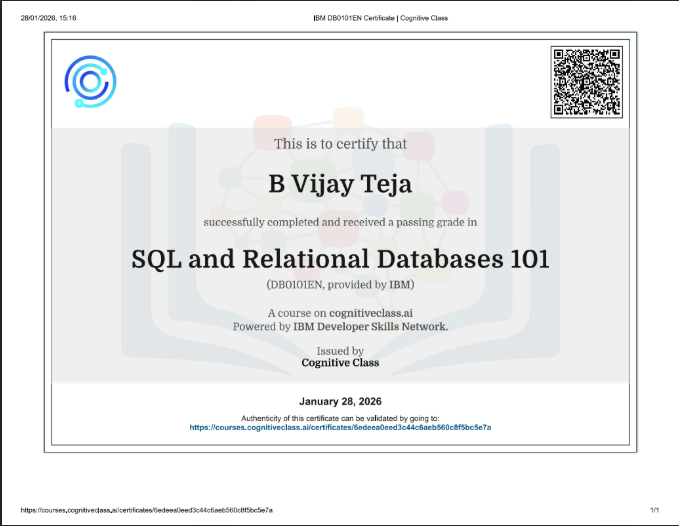 28/01/2026, 15:16
IBM DB0101EN Certificate | Cognitive Class
This is to certify that
B Vijay Teja
successfully completed and received a passing grade in
SQL and Relational Databases 101
(DB0101EN, provided by IBM)
A course on cognitiveclass.ai
Powered by IBM Developer Skills Network.
Issued by
Cognitive Class
January 28, 2026
Authenticity of this certificate can be validated by going to:
https://courses.cognitiveclass.ai/certificates/6edeea0eed3c44c6aeb560c8f5bc5e7a
https://courses.cognitiveclass.ai/certificates/6edeea0eed3c44c6aeb560c8f5bc5e7a
1/1